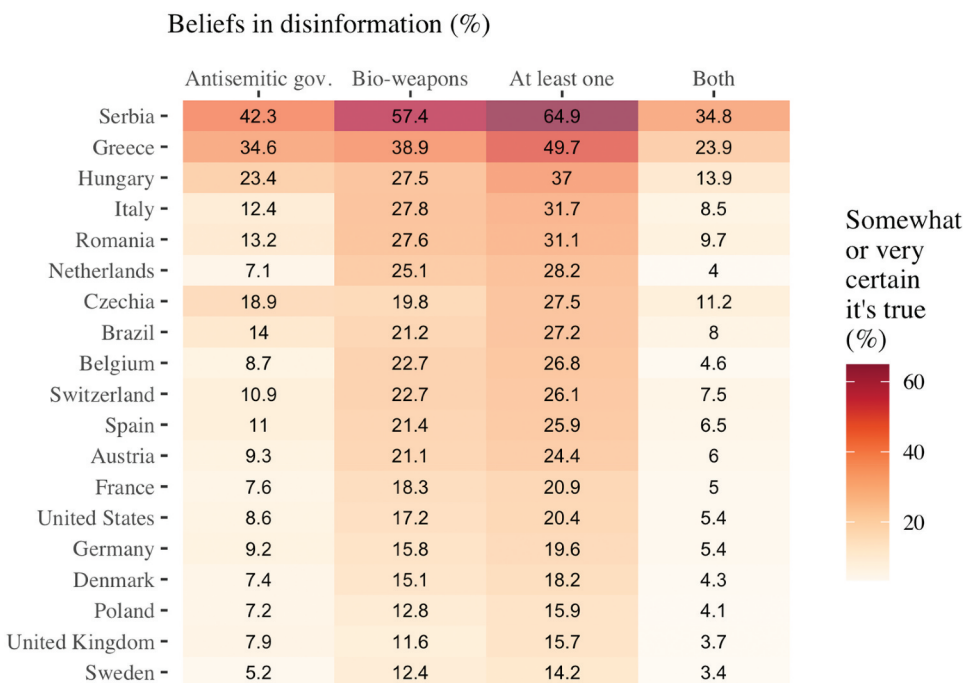 Beliefs in disinformation (%)
Antisemitic gov. Bio-weapons At least one Both
Serbia 42.3 57.4 64.9 34.8
Greece 34.6 38.9 49.7 23.9
Hungary 23.4 27.5 37 13.9
Italy 12.4 27.8 31.7 8.5
Romania 13.2 27.6 31.1 9.7
Netherlands 7.1 25.1 28.2 4
Czechia 18.9 19.8 27.5 11.2
Brazil 14 21.2 27.2 8
Belgium 8.7 22.7 26.8 4.6
Switzerland 10.9 22.7 26.1 7.5
Spain 11 21.4 25.9 6.5
Austria 9.3 21.1 24.4 6
France 7.6 18.3 20.9 5
United States 8.6 17.2 20.4 5.4
Germany 9.2 15.8 19.6 5.4
Denmark 7.4 15.1 18.2 4.3
Poland 7.2 12.8 15.9 4.1
United Kingdom 7.9 11.6 15.7 3.7
Sweden 5.2 12.4 14.2 3.4
Somewhat
or very
certain
it's true
(%)
60
40
20